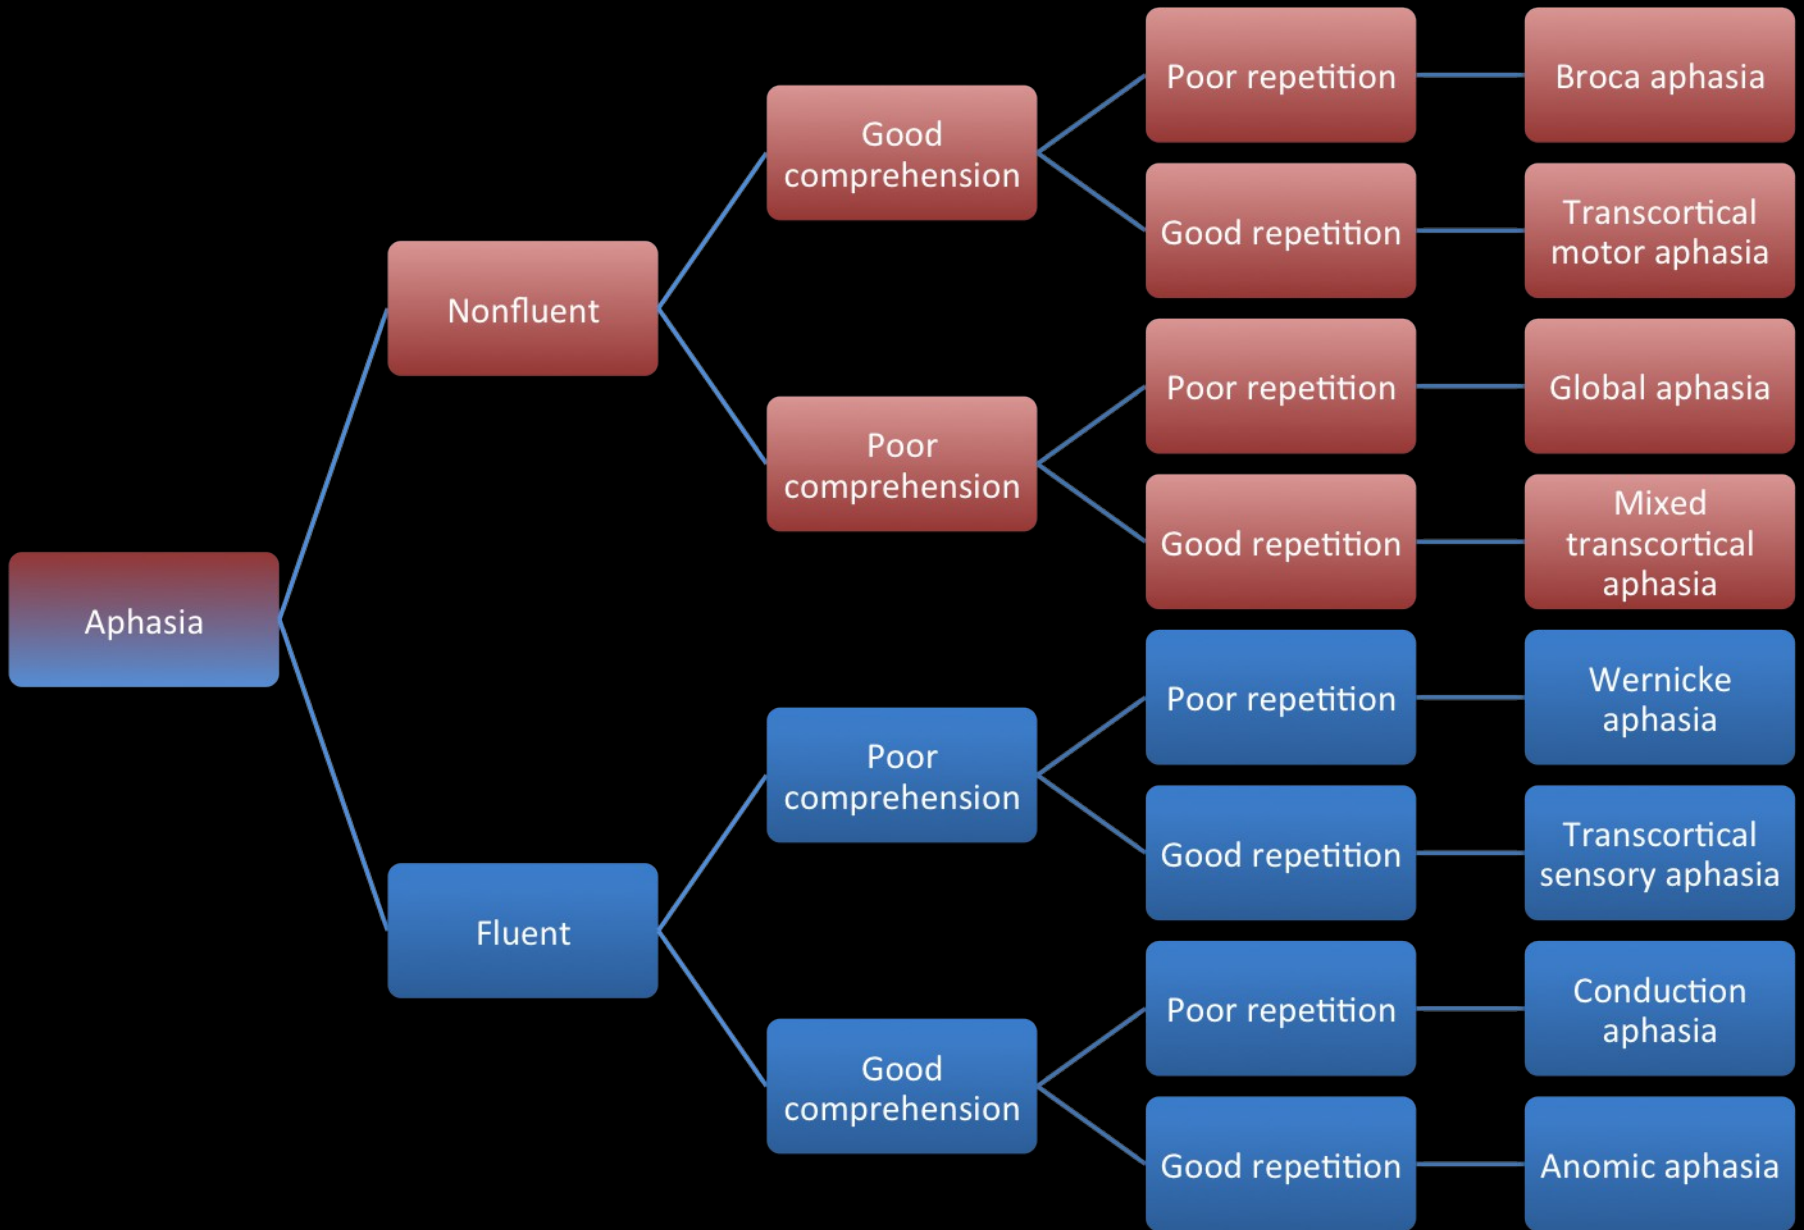 Aphasia
Nonfluent
Good
comprehension
Poor repetition
Broca aphasia
Good repetition
Transcortical
motor aphasia
Poor
comprehension
Poor repetition
Global aphasia
Good repetition
Mixed
transcortical
aphasia
Fluent
Poor
comprehension
Poor repetition
Wernicke
aphasia
Good repetition
Transcortical
sensory aphasia
Good
comprehension
Poor repetition
Conduction
aphasia
Good repetition
Anomic aphasia